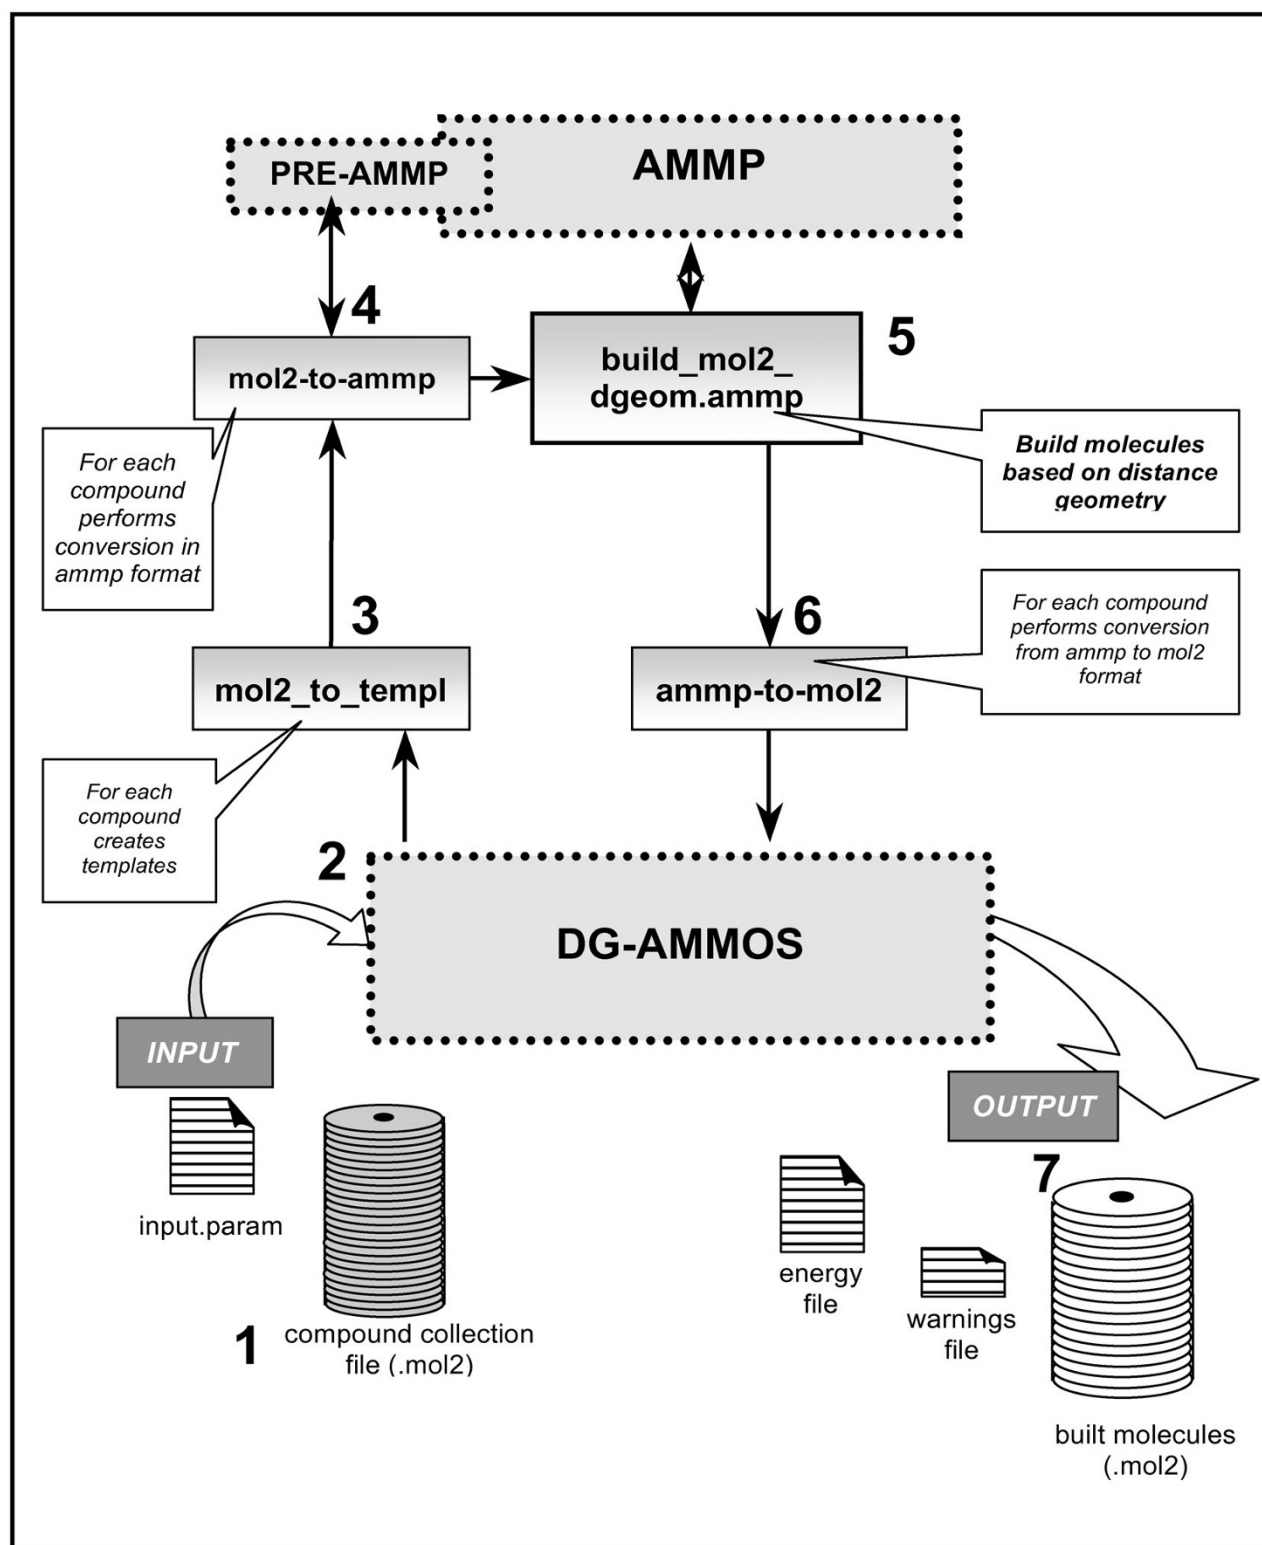 PRE-AMMP
AMMP
4
mol2-to-ammp
5
build_mol2_
dgeom.ammp
For each
compound
performs
conversion in
ammp format
Build molecules
based on distance
geometry
3
mol2_to_templ
6
ammp-to-mol2
For each compound
performs conversion
from ammp to mol2
format
For each
compound
creates
templates
2
DG-AMMOS
INPUT
input.param
1
compound collection
file (.mol2)
OUTPUT
7
energy
file
warnings
file
built molecules
(.mol2)